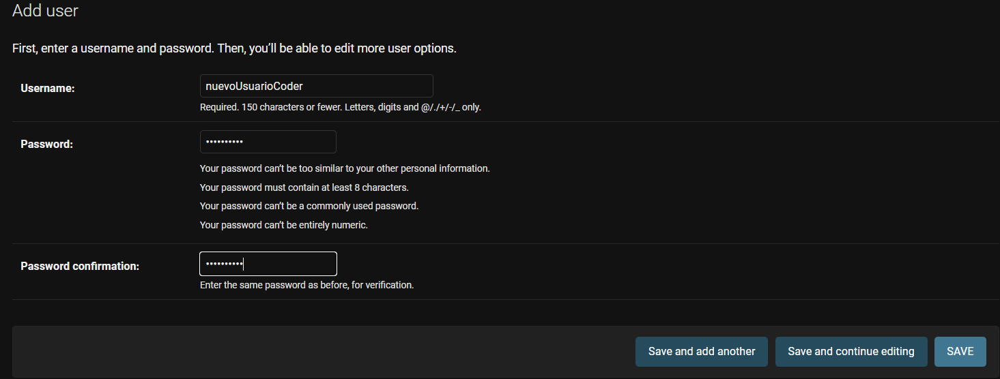 Add user
First, enter a username and password. Then, you’ll be able to edit more user options.
Username:
nuevoUsuarioCoder
Required. 150 characters or fewer. Letters, digits and @/./+/-/_ only.
Password:
••••••••••
Your password can’t be too similar to your other personal information.
Your password must contain at least 8 characters.
Your password can’t be a commonly used password.
Your password can’t be entirely numeric.
Password confirmation:
••••••••••
Enter the same password as before, for verification.
Save and add another
Save and continue editing
SAVE